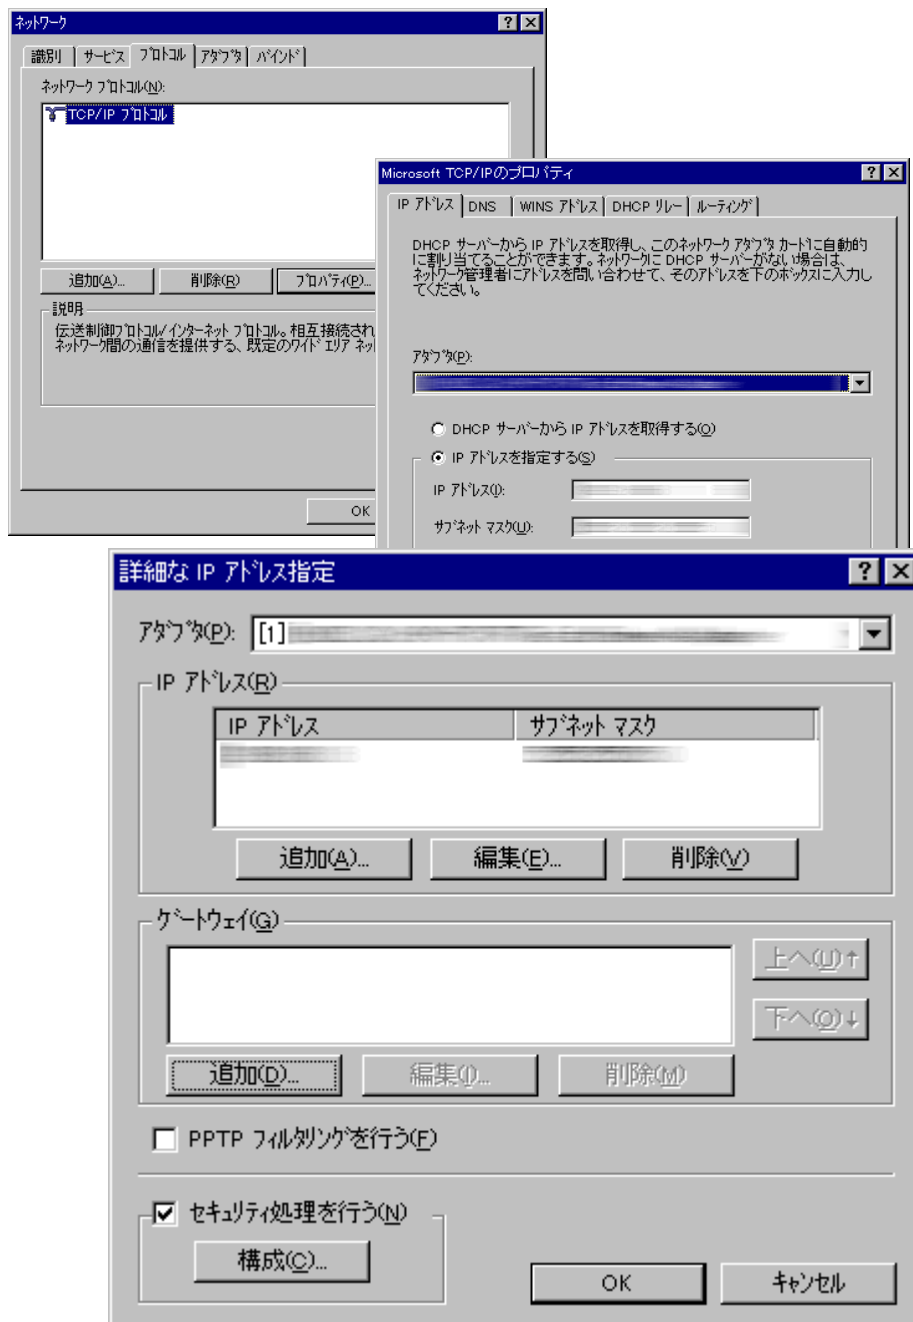 ネットワーク
識別 サービス プロトコル アダプタ バインド
ネットワーク プロトコル(N):
TCP/IP プロトコル
追加(A)... 削除(R) プロパティ(P)...
説明
伝送制御プロトコル/インターネット プロトコル。相互接続され
ネットワーク間の通信を提供する、既定のワイド エリア ネッ
OK
Microsoft TCP/IPのプロパティ
IP アドレス DNS WINS アドレス DHCP リレー ルーティング
DHCP サーバーから IP アドレスを取得し、このネットワーク アダプタ カードに自動的
に割り当てることができます。ネットワークに DHCP サーバーがない場合は、
ネットワーク管理者にアドレスを問い合わせて、そのアドレスを下のボックスに入力し
てください。
アダプタ(P):
DHCP サーバーから IP アドレスを取得する(O)
IP アドレスを指定する(S)
IP アドレス(I):
サブネット マスク(U):
詳細な IP アドレス指定
アダプタ(P): [1]
IP アドレス(R)
IP アドレス サブネット マスク
追加(A)... 編集(E)... 削除(V)
ゲートウェイ(G)
上へ(U)↑
下へ(O)↓
追加(D)... 編集(I)... 削除(M)
PPTP フィルタリングを行う(F)
セキュリティ処理を行う(N)
構成(C)...
OK キャンセル